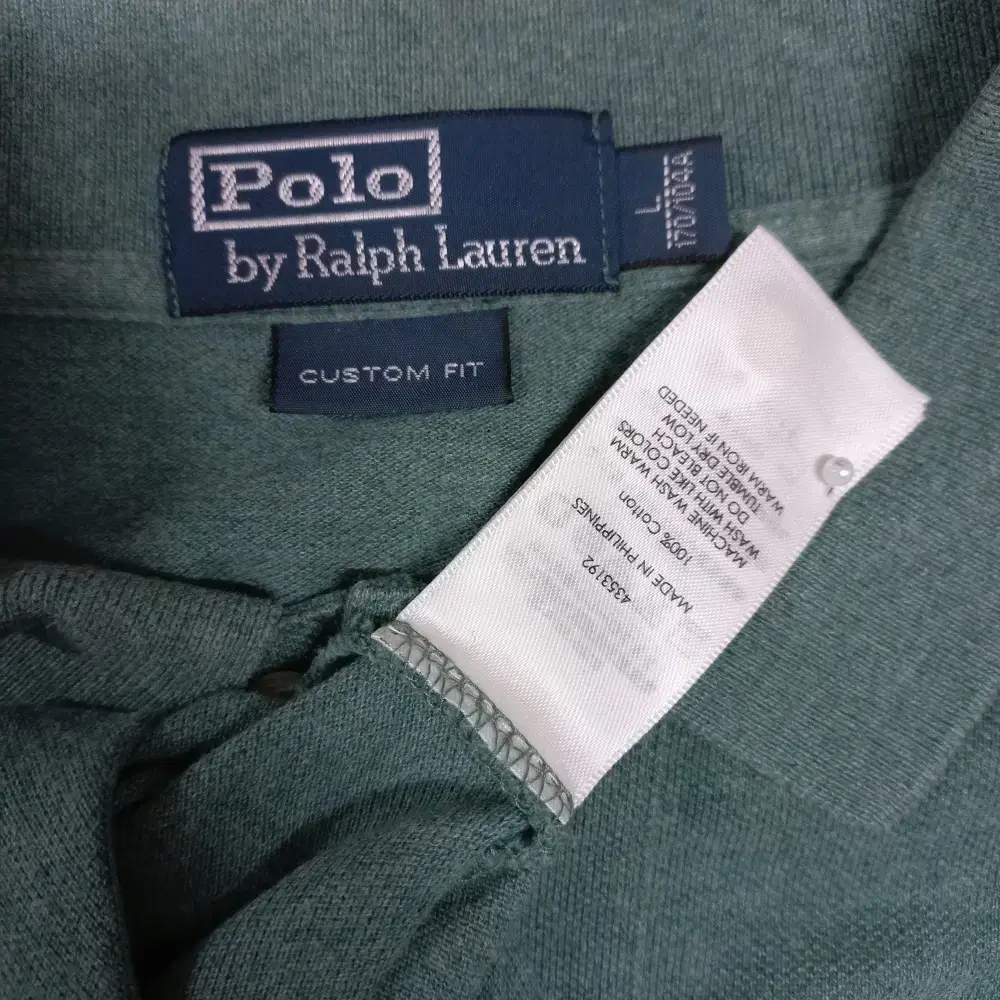 Polo
by Ralph Lauren
L
170/104A
CUSTOM FIT
4353192
MADE IN PHILIPPINES
100% Cotton
MACHINE WASH WARM
WASH WITH LIKE COLORS
DO NOT BLEACH
TUMBLE DRY LOW
WARM IRON IF NEEDED